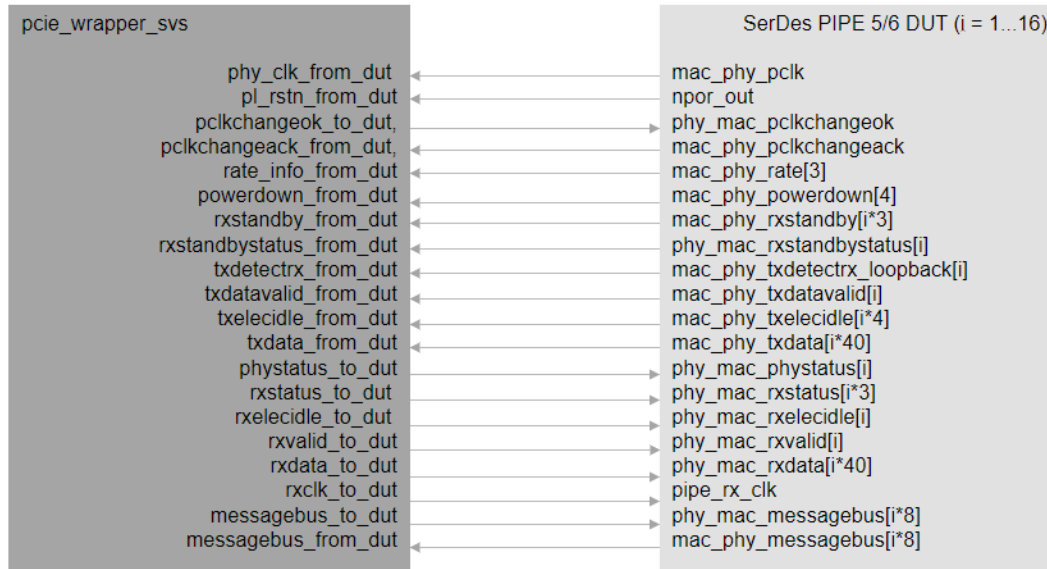 pcie_wrapper_svs SerDes PIPE 5/6 DUT (i = 1...16)
phy_clk_from_dut mac_phy_pclk
pl_rstn_from_dut npor_out
pclkchangeok_to_dut, phy_mac_pclkchangeok
pclkchangeack_from_dut, mac_phy_pclkchangeack
rate_info_from_dut mac_phy_rate[3]
powerdown_from_dut mac_phy_powerdown[4]
rxstandby_from_dut mac_phy_rxstandby[i*3]
rxstandbystatus_from_dut phy_mac_rxstandbystatus[i]
txdetectrx_from_dut mac_phy_txdetectrx_loopback[i]
txdatavalid_from_dut mac_phy_txdatavalid[i]
txelecidle_from_dut mac_phy_txelecidle[i*4]
txdata_from_dut mac_phy_txdata[i*40]
phystatus_to_dut phy_mac_phystatus[i]
rxstatus_to_dut phy_mac_rxstatus[i*3]
rxelecidle_to_dut phy_mac_rxelecidle[i]
rxvalid_to_dut phy_mac_rxvalid[i]
rxdata_to_dut phy_mac_rxdata[i*40]
rxclk_to_dut pipe_rx_clk
messagebus_to_dut phy_mac_messagebus[i*8]
messagebus_from_dut mac_phy_messagebus[i*8]